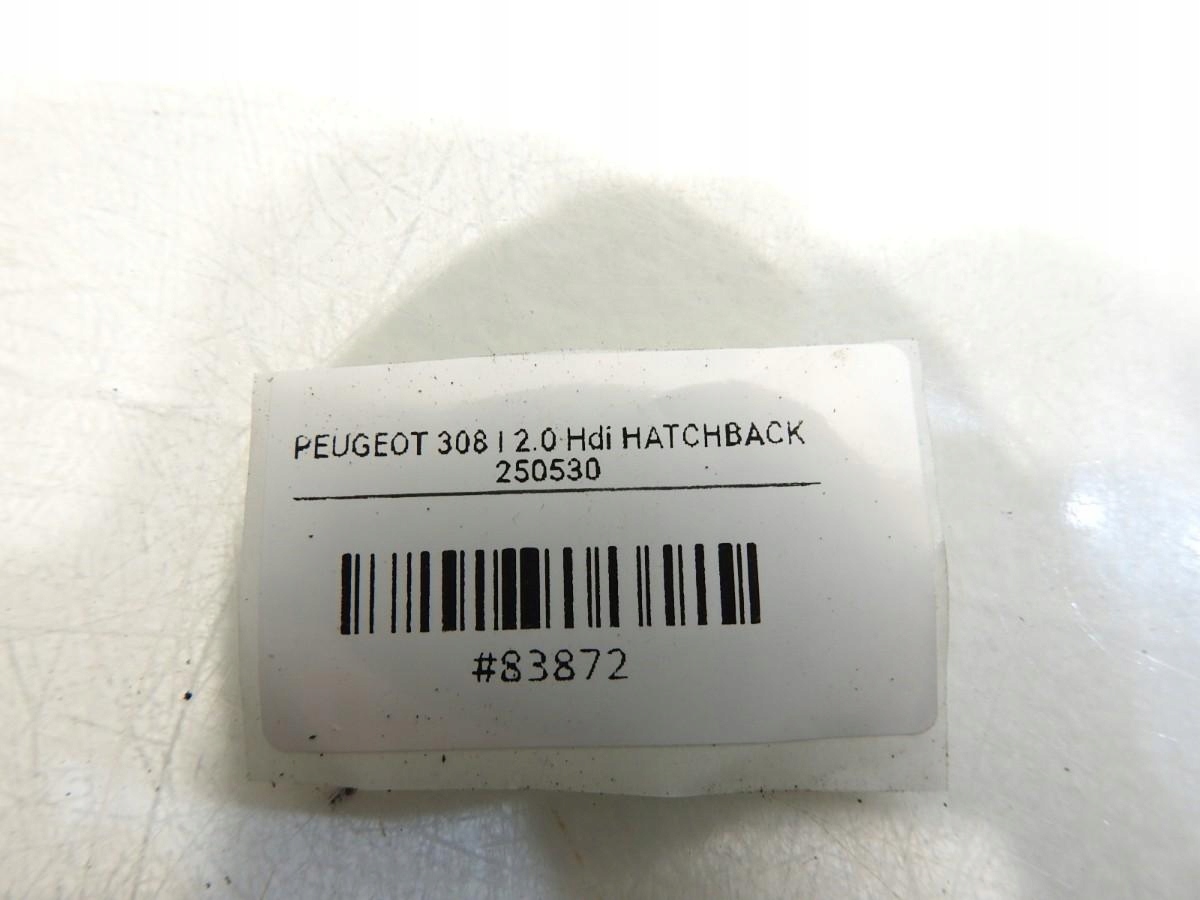 PEUGEOT 308 I 2.0 Hdi HATCHBACK
250530
#83872